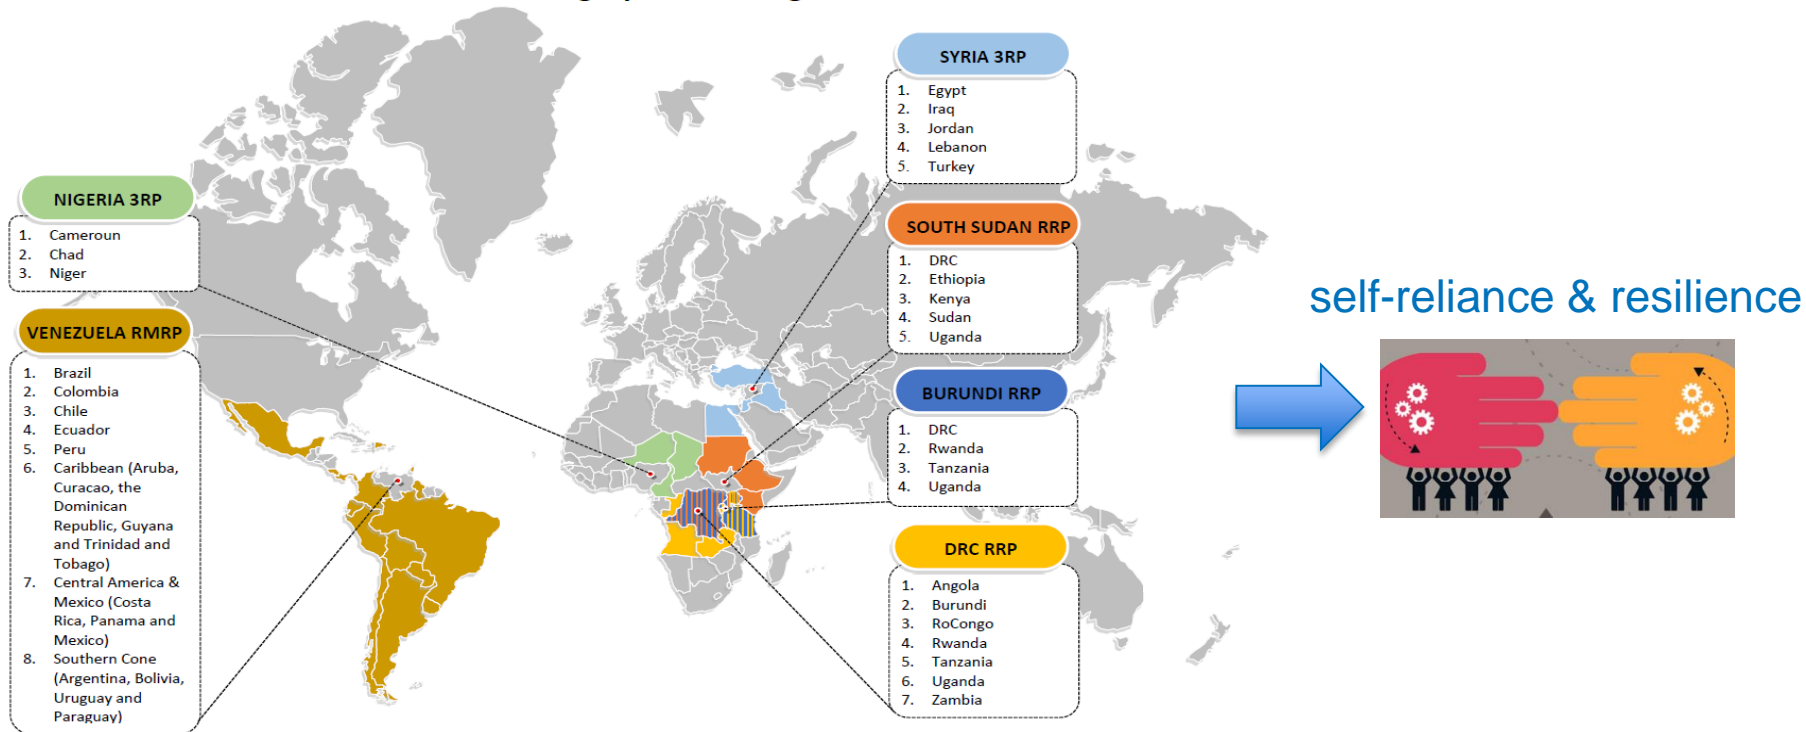 NIGERIA 3RP
1. Cameroun
2. Chad
3. Niger
VENEZUELA RMRP
1. Brazil
2. Colombia
3. Chile
4. Ecuador
5. Peru
6. Caribbean (Aruba,
Curacao, the
Dominican
Republic, Guyana
and Trinidad and
Tobago)
7. Central America &
Mexico (Costa
Rica, Panama and
Mexico)
8. Southern Cone
(Argentina, Bolivia,
Uruguay and
Paraguay)
SYRIA 3RP
1. Egypt
2. Iraq
3. Jordan
4. Lebanon
5. Turkey
SOUTH SUDAN RRP
1. DRC
2. Ethiopia
3. Kenya
4. Sudan
5. Uganda
BURUNDI RRP
1. DRC
2. Rwanda
3. Tanzania
4. Uganda
DRC RRP
1. Angola
2. Burundi
3. RoCongo
4. Rwanda
5. Tanzania
6. Uganda
7. Zambia
self-reliance & resilience